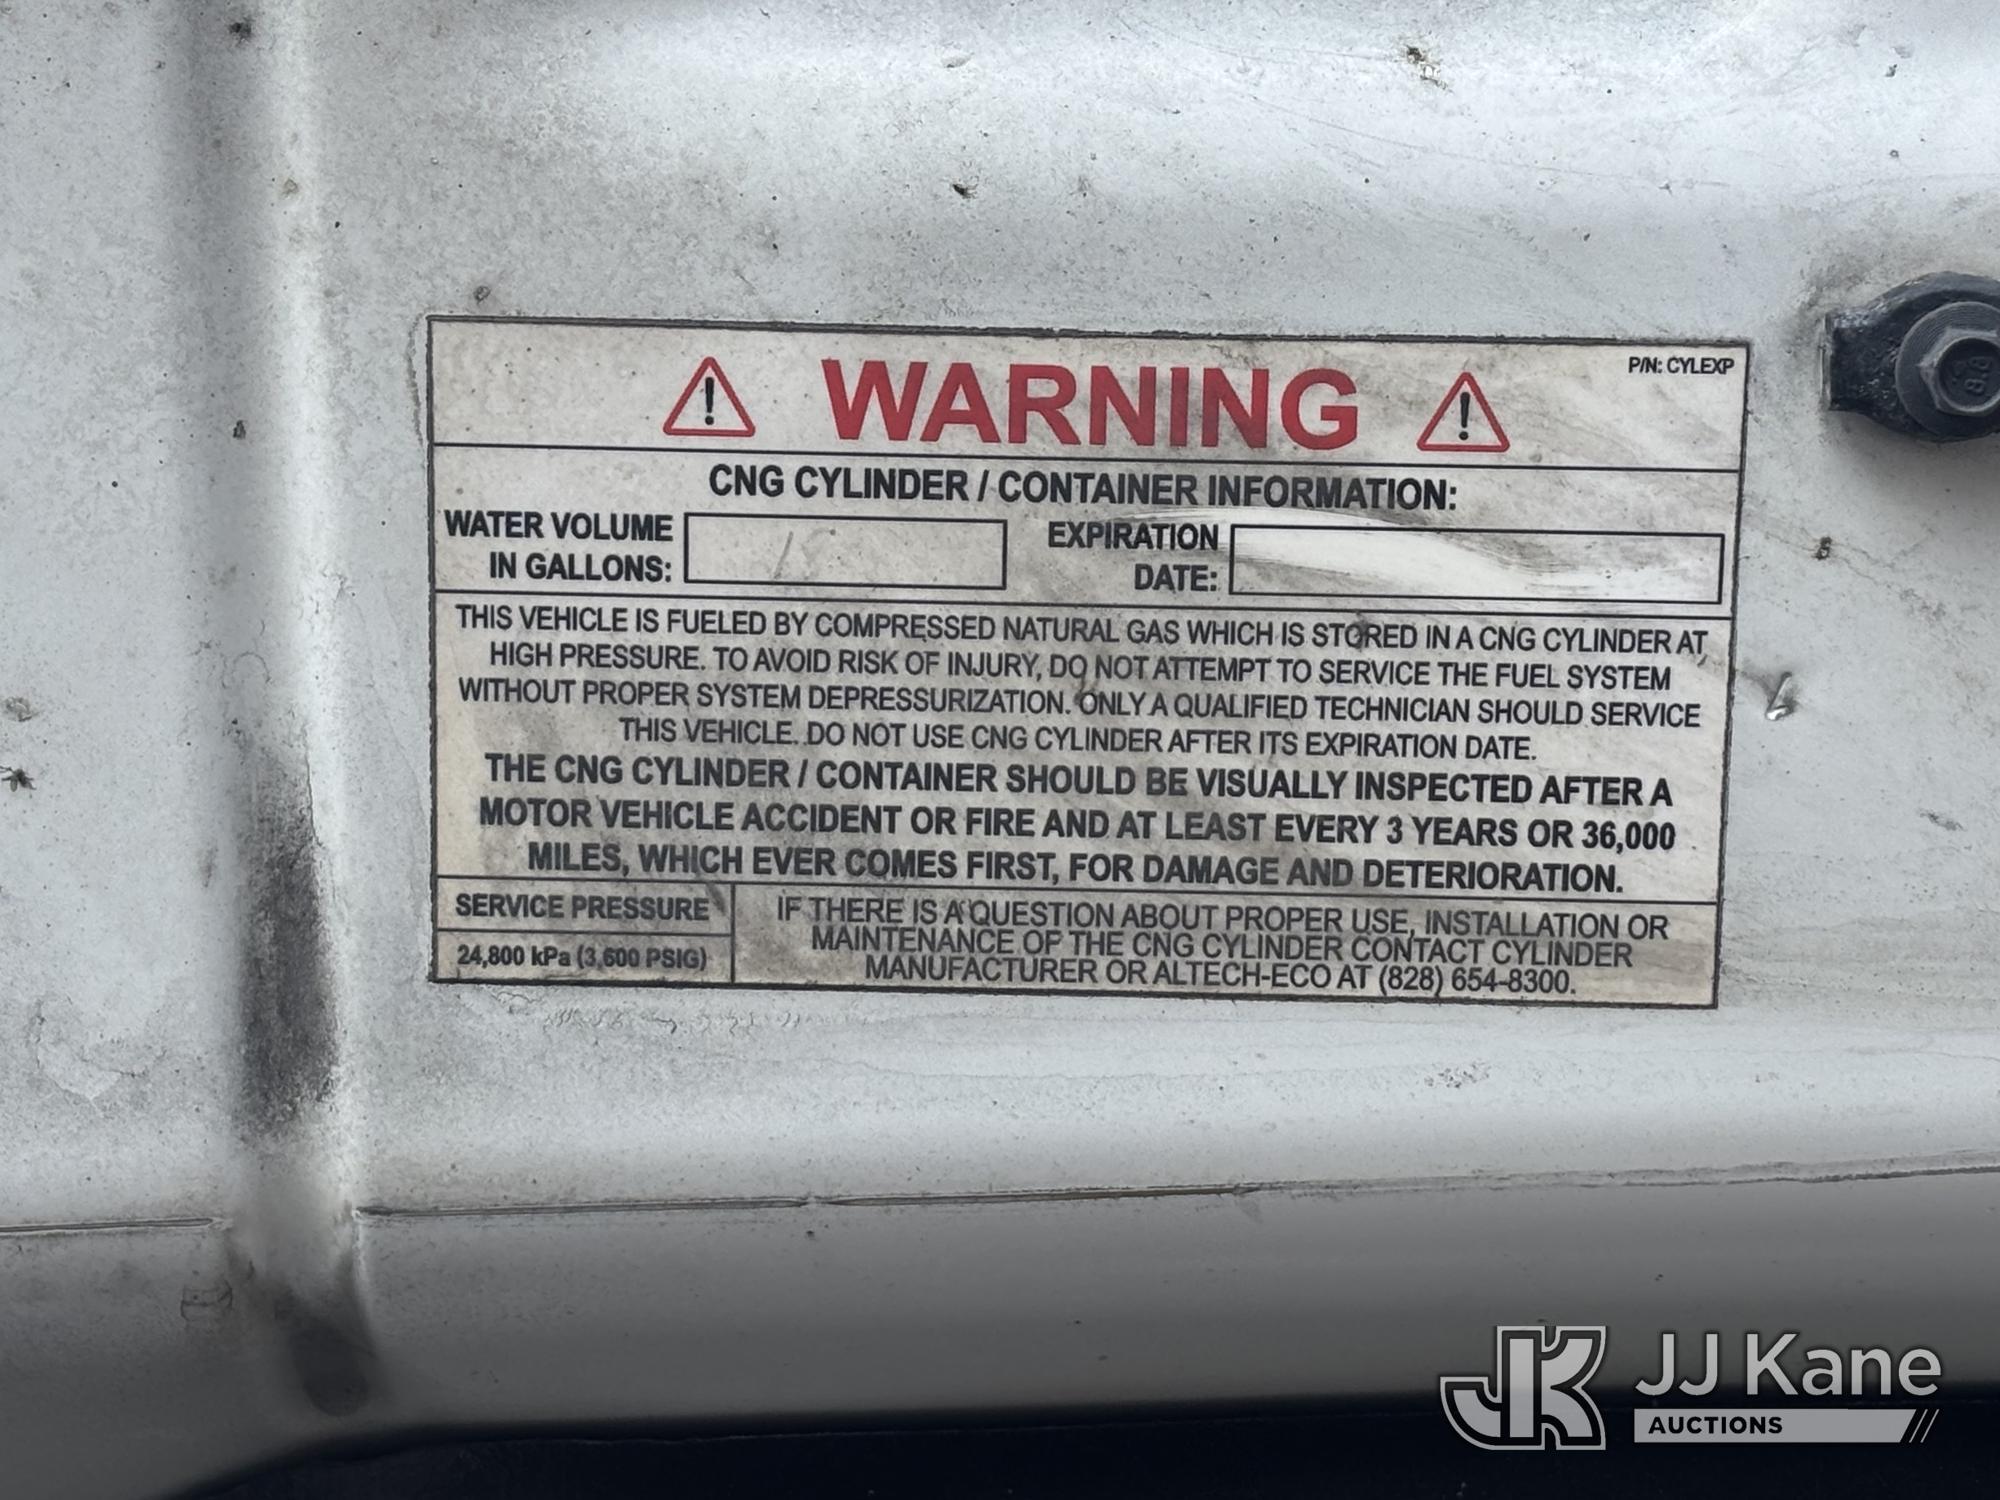 P/N: CYLEXP
WARNING
CNG CYLINDER / CONTAINER INFORMATION:
WATER VOLUME
IN GALLONS:
18
EXPIRATION
DATE:
THIS VEHICLE IS FUELED BY COMPRESSED NATURAL GAS WHICH IS STORED IN A CNG CYLINDER AT
HIGH PRESSURE. TO AVOID RISK OF INJURY, DO NOT ATTEMPT TO SERVICE THE FUEL SYSTEM
WITHOUT PROPER SYSTEM DEPRESSURIZATION. ONLY A QUALIFIED TECHNICIAN SHOULD SERVICE
THIS VEHICLE. DO NOT USE CNG CYLINDER AFTER ITS EXPIRATION DATE.
THE CNG CYLINDER / CONTAINER SHOULD BE VISUALLY INSPECTED AFTER A
MOTOR VEHICLE ACCIDENT OR FIRE AND AT LEAST EVERY 3 YEARS OR 36,000
MILES, WHICH EVER COMES FIRST, FOR DAMAGE AND DETERIORATION.
SERVICE PRESSURE
24,800 kPa (3,600 PSIG)
IF THERE IS A QUESTION ABOUT PROPER USE, INSTALLATION OR
MAINTENANCE OF THE CNG CYLINDER CONTACT CYLINDER
MANUFACTURER OR ALTECH-ECO AT (828) 654-8300.
8.8
JK
JJ Kane
AUCTIONS